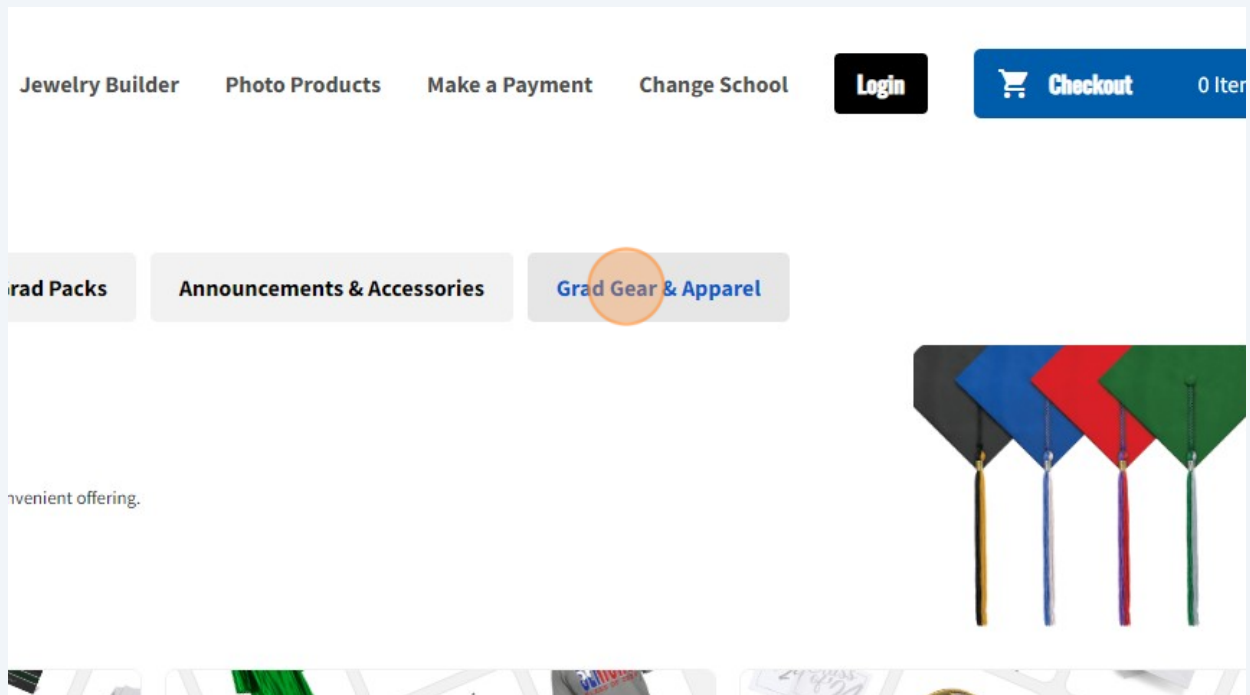 Jewelry Builder Photo Products Make a Payment Change School Login Checkout 0 Iter
rad Packs Announcements & Accessories Grad Gear & Apparel
nvenient offering.